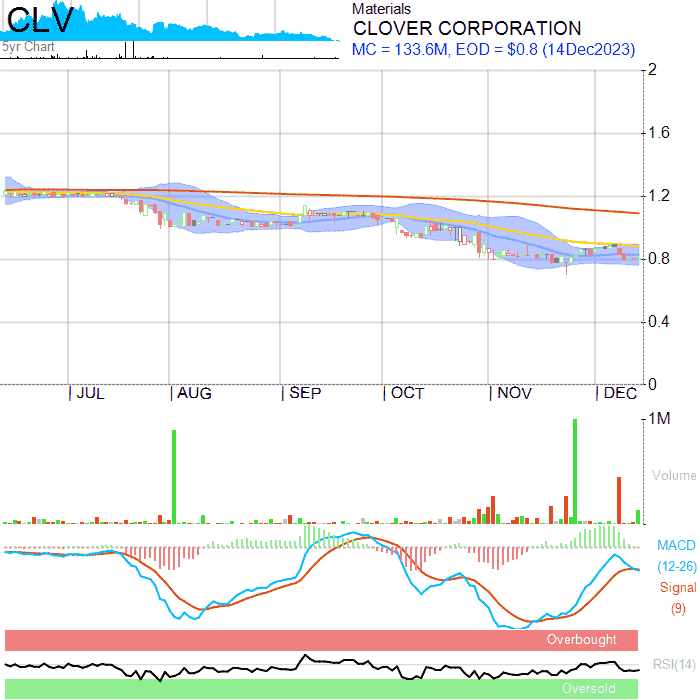 CLV
5yr Chart
Materials
CLOVER CORPORATION
MC = 133.6M, EOD = $0.8 (14Dec2023)
2
1.6
1.2
0.8
0.4
0
JUL AUG SEP OCT NOV DEC
1M
Volume
MACD
(12-26)
Signal
(9)
Overbought
RSI(14)
Oversold